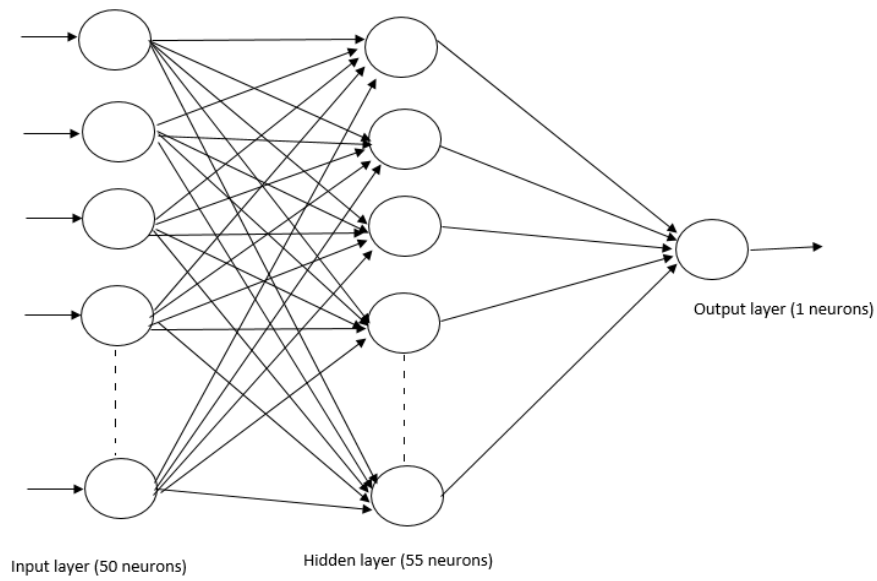 Output layer (1 neurons)
Input layer (50 neurons)
Hidden layer (55 neurons)